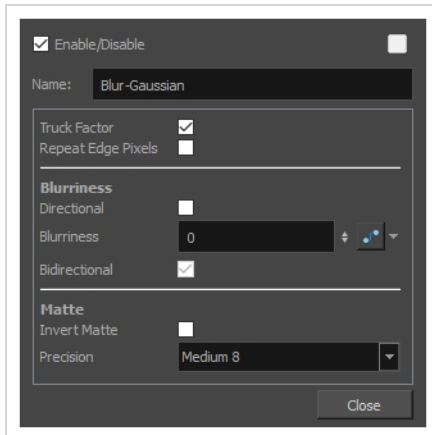 Enable/Disable
Name: Blur-Gaussian
Truck Factor
Repeat Edge Pixels
Blurriness
Directional
Blurriness 0
Bidirectional
Matte
Invert Matte
Precision Medium 8
Close